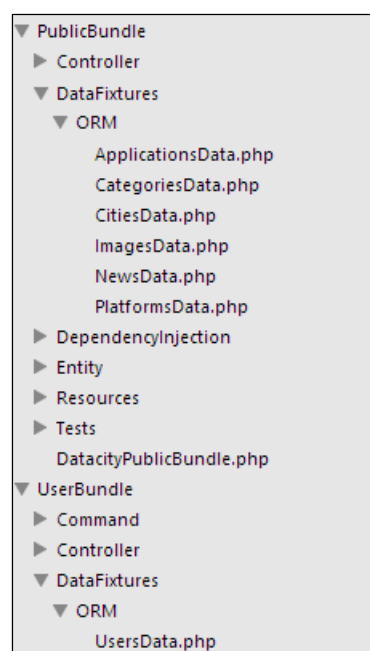 PublicBundle
Controller
DataFixtures
ORM
ApplicationsData.php
CategoriesData.php
CitiesData.php
ImagesData.php
NewsData.php
PlatformsData.php
DependencyInjection
Entity
Resources
Tests
DatacityPublicBundle.php
UserBundle
Command
Controller
DataFixtures
ORM
UsersData.php